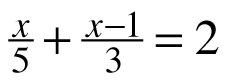 x/5 + (x−1)/3 = 2